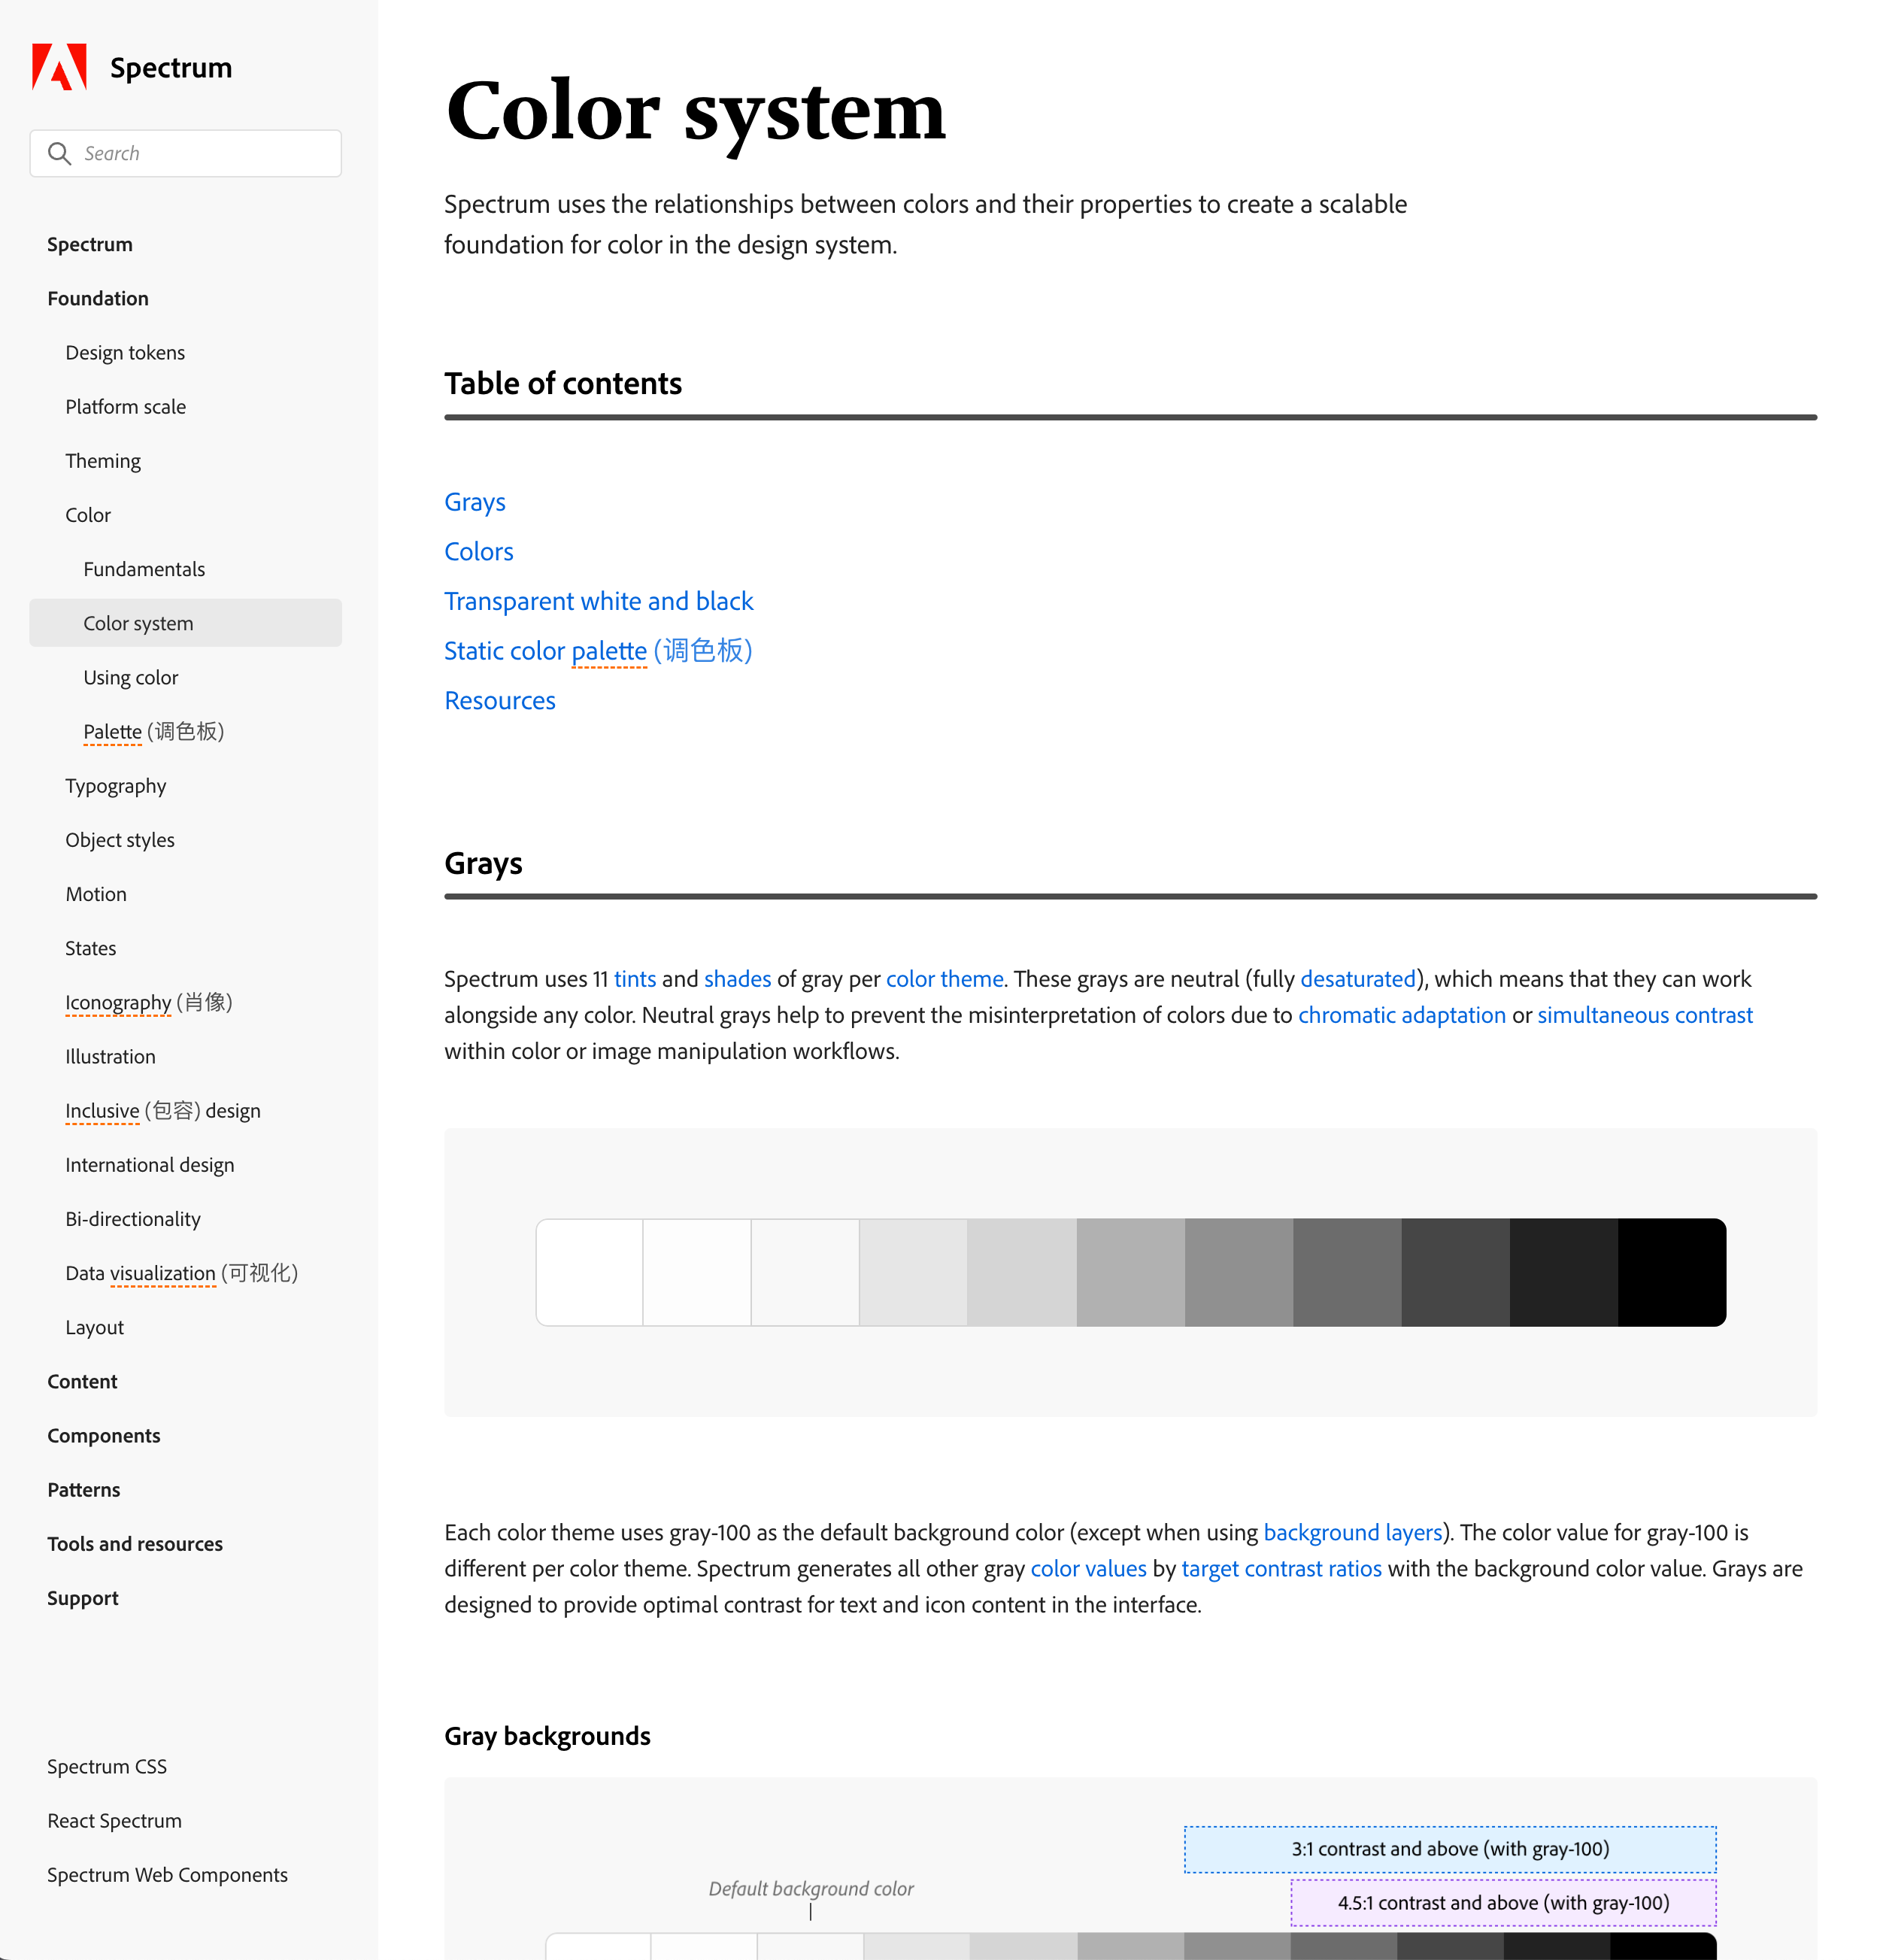 Spectrum
Search
Spectrum
Foundation
Design tokens
Platform scale
Theming
Color
Fundamentals
Color system
Using color
Palette (调色板)
Typography
Object styles
Motion
States
Iconography (肖像)
Illustration
Inclusive (包容) design
International design
Bi-directionality
Data visualization (可视化)
Layout
Content
Components
Patterns
Tools and resources
Support
Spectrum CSS
React Spectrum
Spectrum Web Components
Color system
Spectrum uses the relationships between colors and their properties to create a scalable
foundation for color in the design system.
Table of contents
Grays
Colors
Transparent white and black
Static color palette (调色板)
Resources
Grays
Spectrum uses 11 tints and shades of gray per color theme. These grays are neutral (fully desaturated), which means that they can work
alongside any color. Neutral grays help to prevent the misinterpretation of colors due to chromatic adaptation or simultaneous contrast
within color or image manipulation workflows.
Each color theme uses gray-100 as the default background color (except when using background layers). The color value for gray-100 is
different per color theme. Spectrum generates all other gray color values by target contrast ratios with the background color value. Grays are
designed to provide optimal contrast for text and icon content in the interface.
Gray backgrounds
3:1 contrast and above (with gray-100)
Default background color
4.5:1 contrast and above (with gray-100)